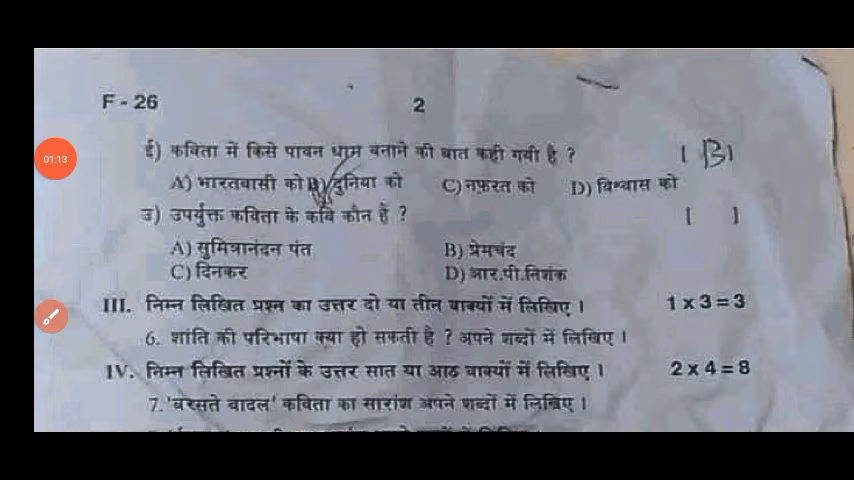 F - 26
2
ई) कविता में किसे पावन धाम बनाने की बात कही गयी है ? [ B ]
A) भारतवासी को B) दुनिया को C) नफ़रत को D) विश्वास को
उ) उपर्युक्त कविता के कवि कौन हैं ? [ ]
A) सुमित्रानंदन पंत B) प्रेमचंद
C) दिनकर D) आर.पी.निशंक
III. निम्न लिखित प्रश्न का उत्तर दो या तीन वाक्यों में लिखिए । 1 x 3 = 3
01:13
6. शांति की परिभाषा क्या हो सकती है ? अपने शब्दों में लिखिए ।
IV. निम्न लिखित प्रश्नों के उत्तर सात या आठ वाक्यों में लिखिए । 2 x 4 = 8
7. 'बरसते बादल' कविता का सारांश अपने शब्दों में लिखिए ।